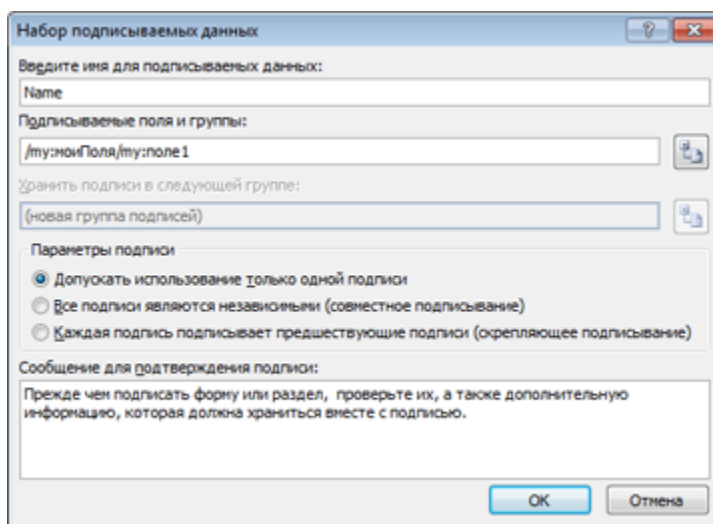 Набор подписываемых данных
Введите имя для подписываемых данных:
Name
Подписываемые поля и группы:
/my:моиПоля/my:поле1
Хранить подписи в следующей группе:
(новая группа подписей)
Параметры подписи
Допускать использование только одной подписи
Все подписи являются независимыми (совместное подписывание)
Каждая подпись подписывает предшествующие подписи (скрепляющее подписывание)
Сообщение для подтверждения подписи:
Прежде чем подписать форму или раздел, проверьте их, а также дополнительную
информацию, которая должна храниться вместе с подписью.
ОК Отмена